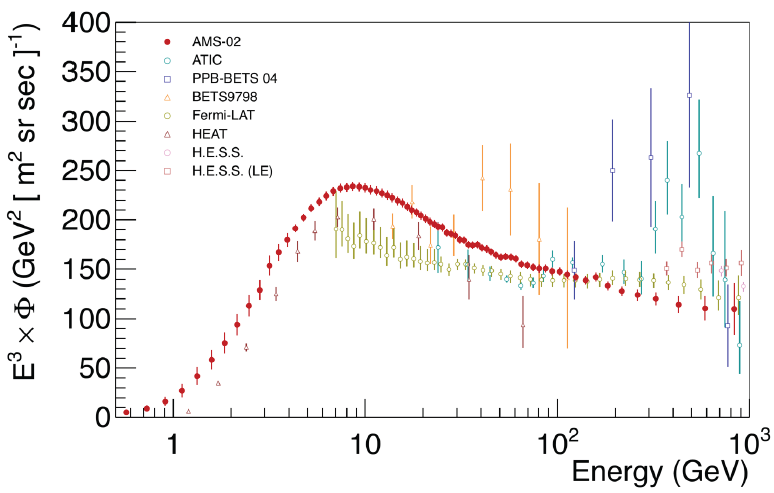 400
350
300
250
200
150
100
50
0
E³ × Φ (GeV² [ m² sr sec ]⁻¹)
AMS-02
ATIC
PPB-BETS 04
BETS9798
Fermi-LAT
HEAT
H.E.S.S.
H.E.S.S. (LE)
1 10 10² 10³
Energy (GeV)